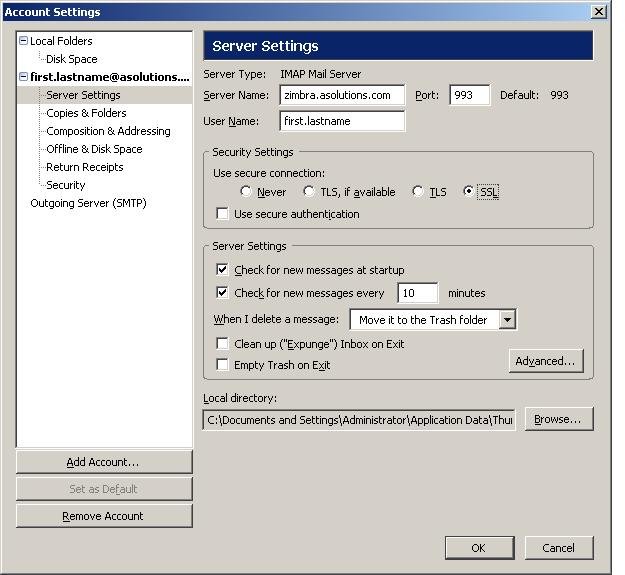 Account Settings
Local Folders
Disk Space
first.lastname@asolutions....
Server Settings
Copies & Folders
Composition & Addressing
Offline & Disk Space
Return Receipts
Security
Outgoing Server (SMTP)
Add Account...
Set as Default
Remove Account
Server Settings
Server Type: IMAP Mail Server
Server Name: zimbra.asolutions.com Port: 993 Default: 993
User Name: first.lastname
Security Settings
Use secure connection:
Never TLS, if available TLS SSL
Use secure authentication
Server Settings
Check for new messages at startup
Check for new messages every 10 minutes
When I delete a message: Move it to the Trash folder
Clean up ("Expunge") Inbox on Exit
Empty Trash on Exit
Advanced...
Local directory:
C:\Documents and Settings\Administrator\Application Data\Thu
Browse...
OK Cancel